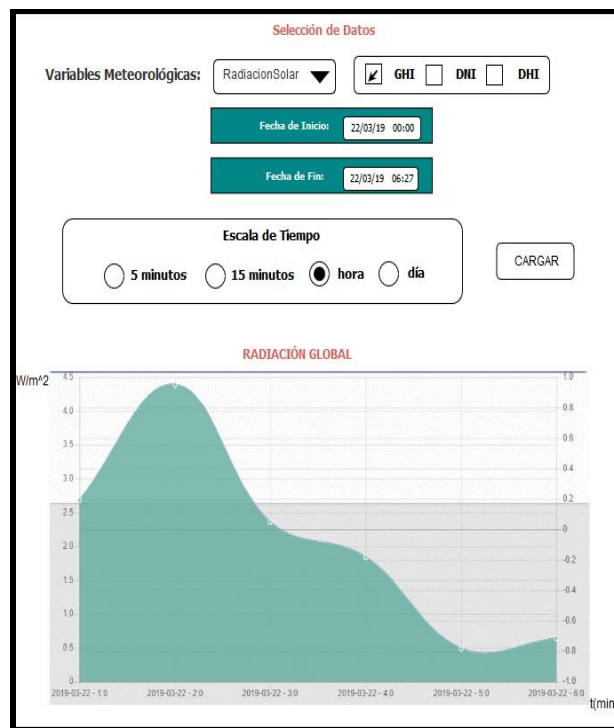 Selección de Datos
Variables Meteorológicas: RadiacionSolar GHI DNI DHI
Fecha de Inicio: 22/03/19 00:00
Fecha de Fin: 22/03/19 06:27
Escala de Tiempo
5 minutos 15 minutos hora día
CARGAR
RADIACIÓN GLOBAL
W/m^2
4.5 1.0
4.0 0.8
3.5 0.6
3.0 0.4
2.5 0.2
2.0 0
1.5 -0.2
1.0 -0.4
0.5 -0.6
0 -0.8
-1.0
2019-03-22 - 1:0 2019-03-22 - 2:0 2019-03-22 - 3:0 2019-03-22 - 4:0 2019-03-22 - 5:0 2019-03-22 - 6:0
t(min